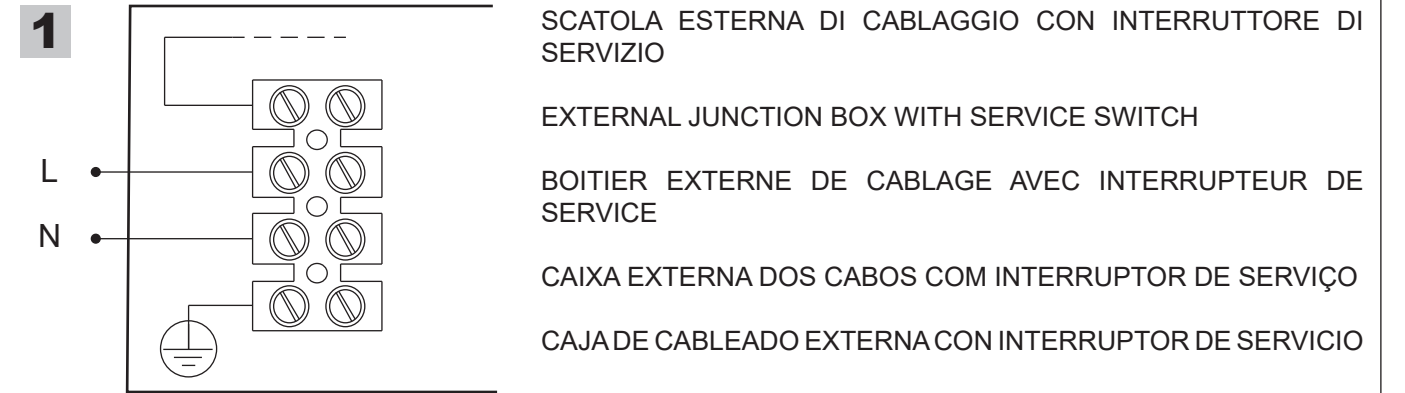 1
L
N
SCATOLA ESTERNA DI CABLAGGIO CON INTERRUTTORE DI
SERVIZIO
EXTERNAL JUNCTION BOX WITH SERVICE SWITCH
BOITIER EXTERNE DE CABLAGE AVEC INTERRUPTEUR DE
SERVICE
CAIXA EXTERNA DOS CABOS COM INTERRUPTOR DE SERVIÇO
CAJA DE CABLEADO EXTERNA CON INTERRUPTOR DE SERVICIO